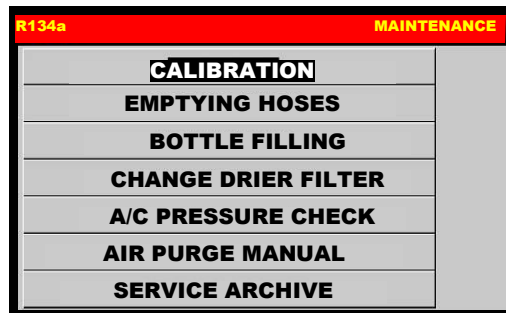 R134a MAINTENANCE
CALIBRATION
EMPTYING HOSES
BOTTLE FILLING
CHANGE DRIER FILTER
A/C PRESSURE CHECK
AIR PURGE MANUAL
SERVICE ARCHIVE